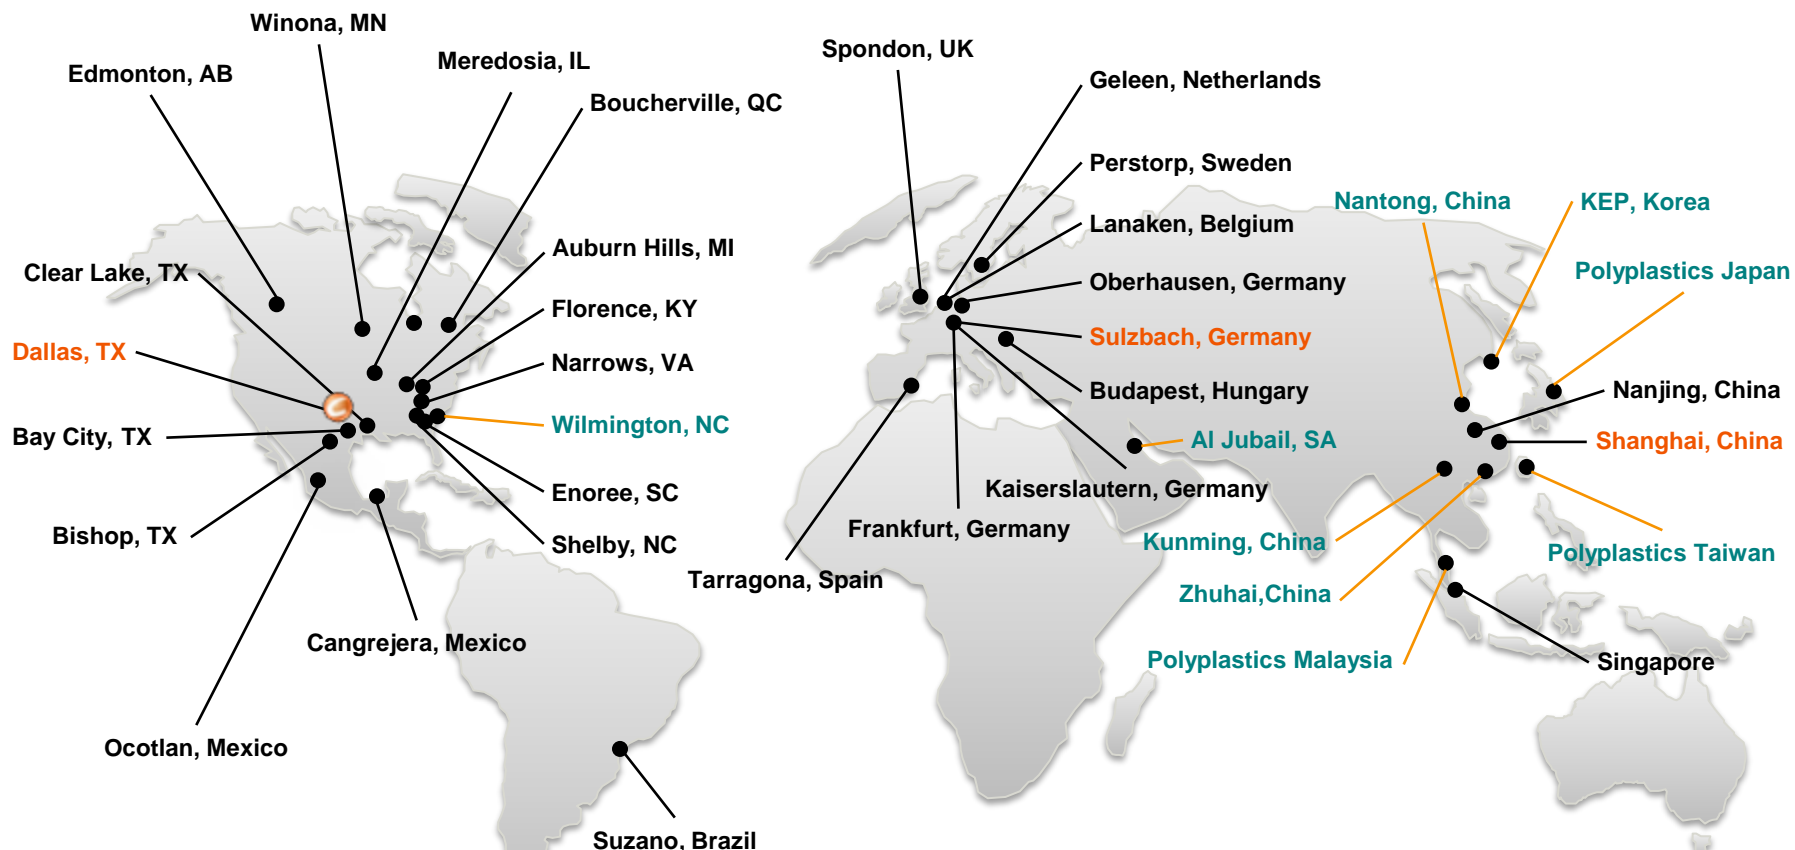 Winona, MN
Edmonton, AB
Meredosia, IL
Boucherville, QC
Clear Lake, TX
Auburn Hills, MI
Florence, KY
Dallas, TX
Narrows, VA
Bay City, TX
Wilmington, NC
Enoree, SC
Bishop, TX
Shelby, NC
Cangrejera, Mexico
Ocotlan, Mexico
Suzano, Brazil
Spondon, UK
Geleen, Netherlands
Perstorp, Sweden
Lanaken, Belgium
Oberhausen, Germany
Sulzbach, Germany
Budapest, Hungary
Al Jubail, SA
Kaiserslautern, Germany
Frankfurt, Germany
Tarragona, Spain
Nantong, China
KEP, Korea
Polyplastics Japan
Nanjing, China
Shanghai, China
Kunming, China
Polyplastics Taiwan
Zhuhai,China
Polyplastics Malaysia
Singapore